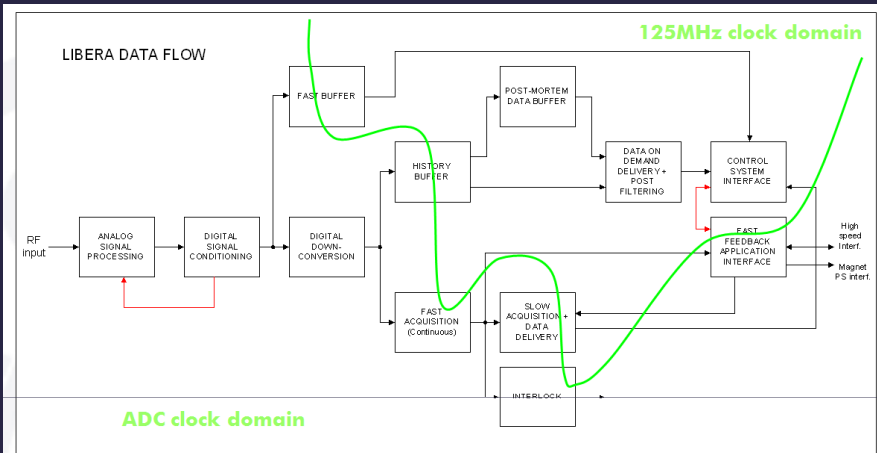 125MHz clock domain
LIBERA DATA FLOW
FAST BUFFER
POST-MORTEM
DATA BUFFER
HISTORY
BUFFER
DATA ON
DEMAND
DELIVERY +
POST
FILTERING
CONTROL
SYSTEM
INTERFACE
RF
input
ANALOG
SIGNAL
PROCESSING
DIGITAL
SIGNAL
CONDITIONING
DIGITAL
DOWN-
CONVERSION
FAST
FEEDBACK
APPLICATION
INTERFACE
High
speed
Interf.
Magnet
PS interf.
FAST
ACQUISITION
(Continuous)
SLOW
ACQUISITION +
DATA
DELIVERY
INTERLOCK
ADC clock domain